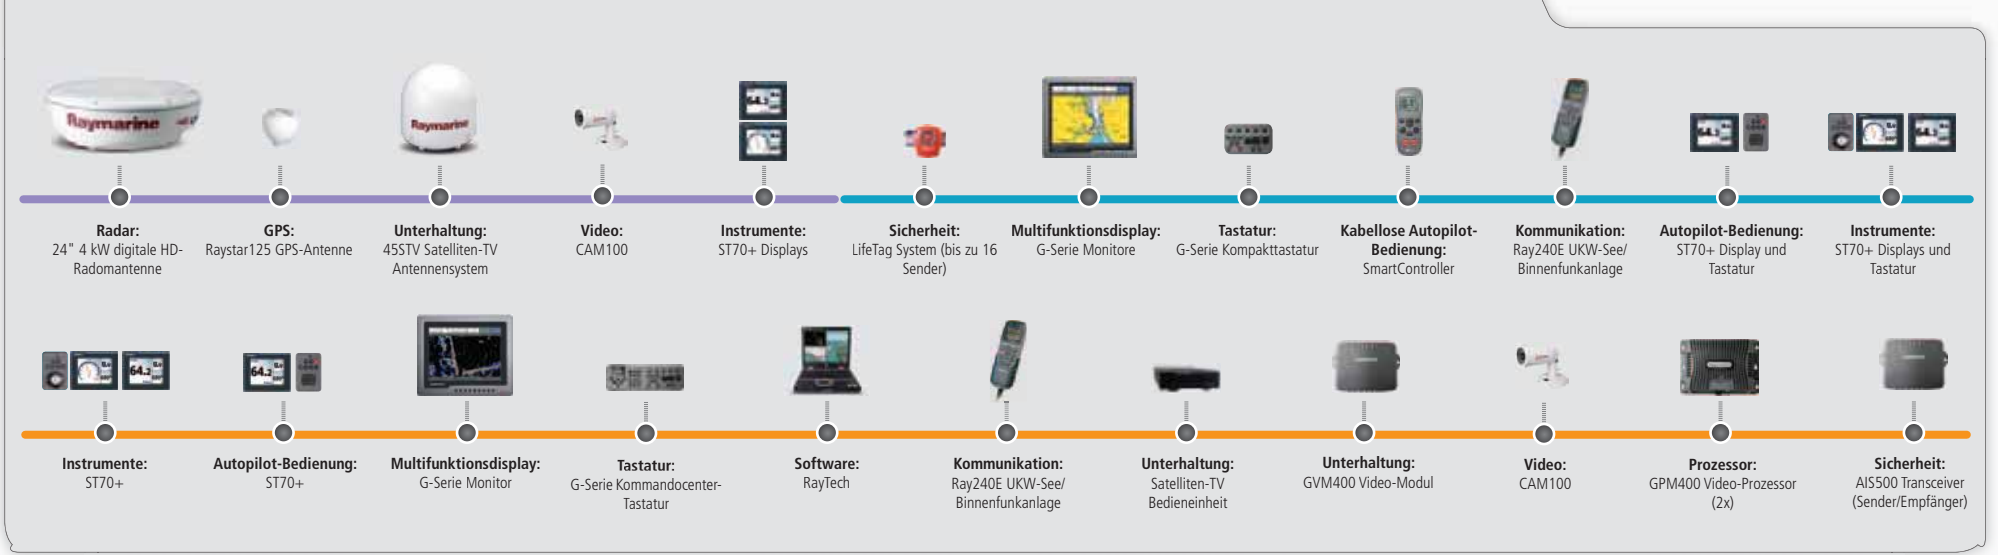 Raymarine
Raymarine
Radar:
24" 4 kW digitale HD-
Radomantenne
GPS:
Raystar125 GPS-Antenne
Unterhaltung:
45STV Satelliten-TV
Antennensystem
Video:
CAM100
Instrumente:
ST70+ Displays
Sicherheit:
LifeTag System (bis zu 16
Sender)
Multifunktionsdisplay:
G-Serie Monitore
Tastatur:
G-Serie Kompakttastatur
Kabellose Autopilot-
Bedienung:
SmartController
Kommunikation:
Ray240E UKW-See/
Binnenfunkanlage
Autopilot-Bedienung:
ST70+ Display und
Tastatur
Instrumente:
ST70+ Displays und
Tastatur
64.2
64.2
Instrumente:
ST70+
Autopilot-Bedienung:
ST70+
Multifunktionsdisplay:
G-Serie Monitor
Tastatur:
G-Serie Kommandocenter-
Tastatur
Software:
RayTech
Kommunikation:
Ray240E UKW-See/
Binnenfunkanlage
Unterhaltung:
Satelliten-TV
Bedieneinheit
Unterhaltung:
GVM400 Video-Modul
Video:
CAM100
Prozessor:
GPM400 Video-Prozessor
(2x)
Sicherheit:
AIS500 Transceiver
(Sender/Empfänger)